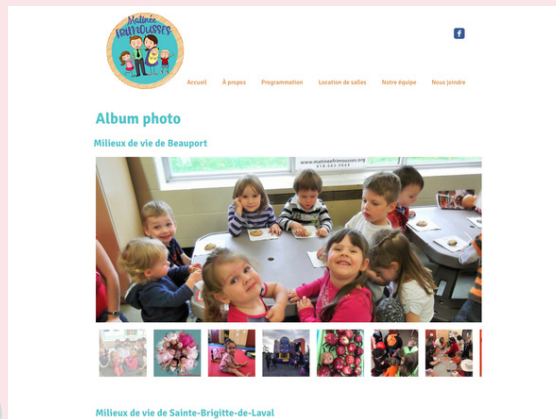 Matinée
FRIMOUSSES
Accueil
À propos
Programmation
Location de salles
Notre équipe
Nous joindre
Album photo
Milieux de vie de Beauport
www.matineefrimousses.org
Milieux de vie de Sainte-Brigitte-de-Laval